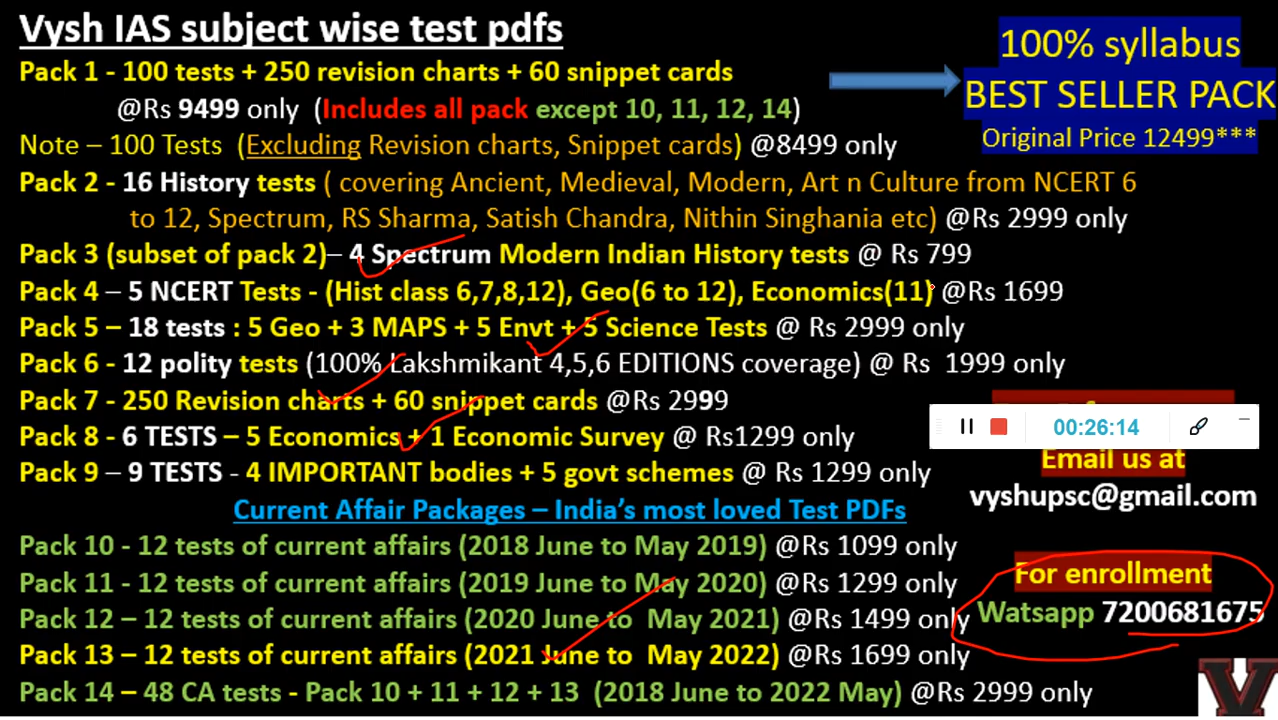 Vysh IAS subject wise test pdfs
100% syllabus
BEST SELLER PACK
Original Price 12499***
Pack 1 - 100 tests + 250 revision charts + 60 snippet cards
@Rs 9499 only (Includes all pack except 10, 11, 12, 14)
Note – 100 Tests (Excluding Revision charts, Snippet cards) @8499 only
Pack 2 - 16 History tests ( covering Ancient, Medieval, Modern, Art n Culture from NCERT 6
to 12, Spectrum, RS Sharma, Satish Chandra, Nithin Singhania etc) @Rs 2999 only
Pack 3 (subset of pack 2)– 4 Spectrum Modern Indian History tests @ Rs 799
Pack 4 – 5 NCERT Tests - (Hist class 6,7,8,12), Geo(6 to 12), Economics(11) @Rs 1699
Pack 5 – 18 tests : 5 Geo + 3 MAPS + 5 Envt + 5 Science Tests @ Rs 2999 only
Pack 6 - 12 polity tests (100% Lakshmikant 4,5,6 EDITIONS coverage) @ Rs 1999 only
Pack 7 - 250 Revision charts + 60 snippet cards @Rs 2999
Pack 8 - 6 TESTS – 5 Economics + 1 Economic Survey @ Rs1299 only
Pack 9 – 9 TESTS - 4 IMPORTANT bodies + 5 govt schemes @ Rs 1299 only
00:26:14
Email us at
vyshupsc@gmail.com
Current Affair Packages – India's most loved Test PDFs
Pack 10 - 12 tests of current affairs (2018 June to May 2019) @Rs 1099 only
Pack 11 - 12 tests of current affairs (2019 June to May 2020) @Rs 1299 only
Pack 12 – 12 tests of current affairs (2020 June to May 2021) @Rs 1499 only
Pack 13 – 12 tests of current affairs (2021 June to May 2022) @Rs 1699 only
Pack 14 – 48 CA tests - Pack 10 + 11 + 12 + 13 (2018 June to 2022 May) @Rs 2999 only
For enrollment
Watsapp 7200681675
V